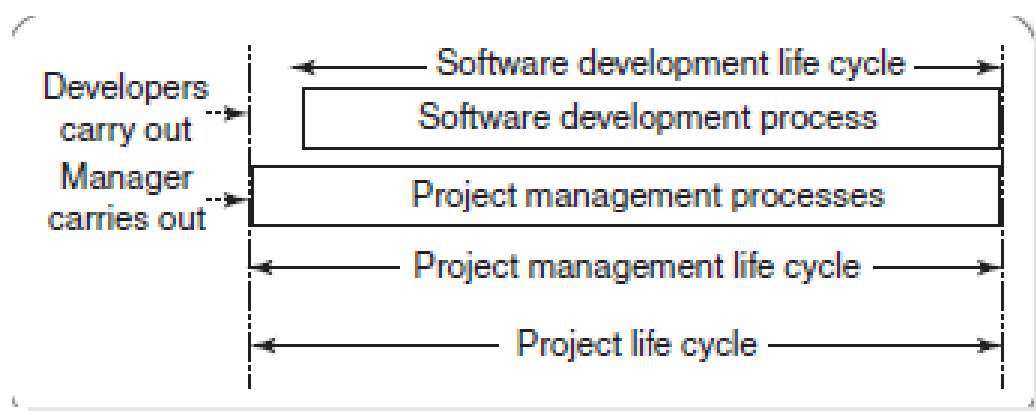 Software development life cycle
Developers
carry out
Software development process
Manager
carries out
Project management processes
Project management life cycle
Project life cycle